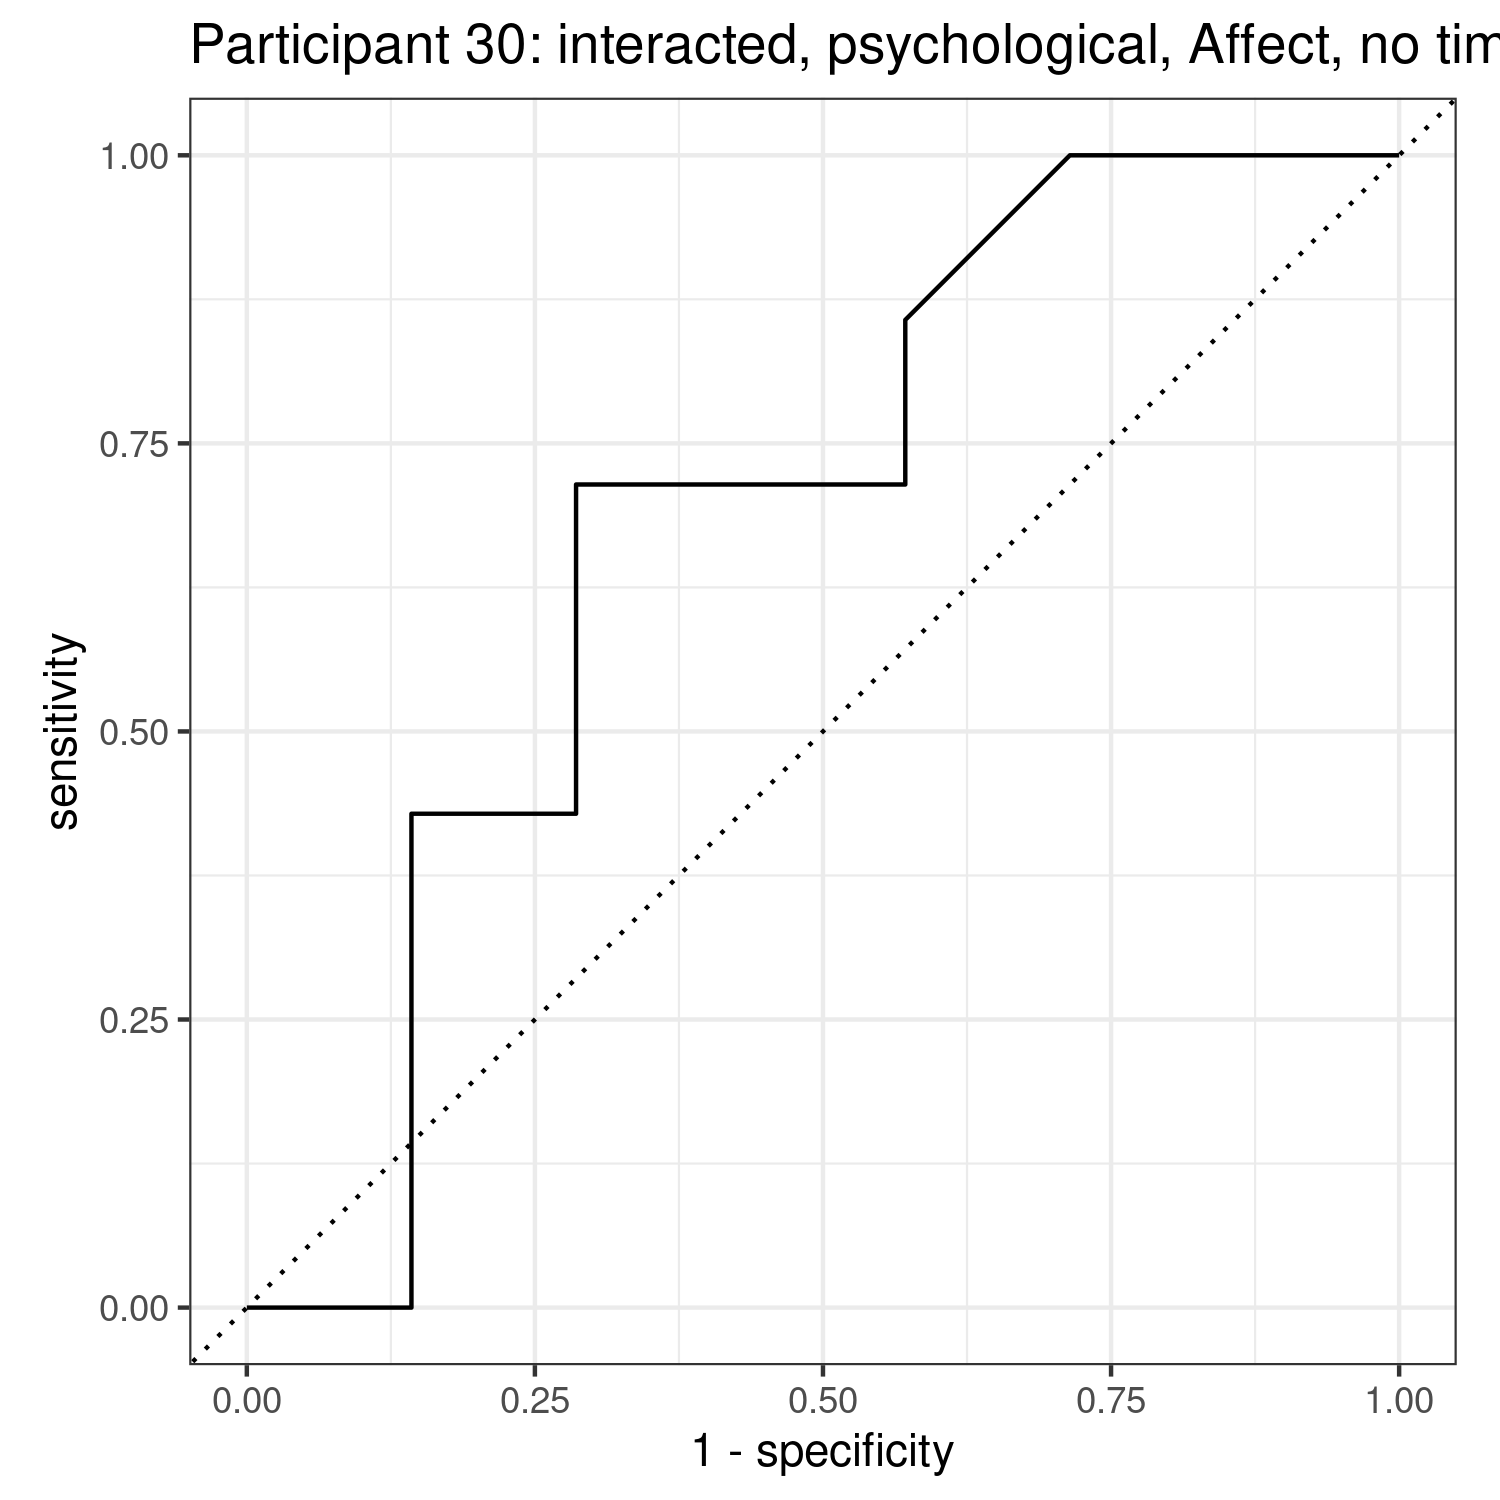 Participant 30: interacted, psychological, Affect, no tim
1.00
0.75
0.50
0.25
0.00
sensitivity
0.00 0.25 0.50 0.75 1.00
1 - specificity